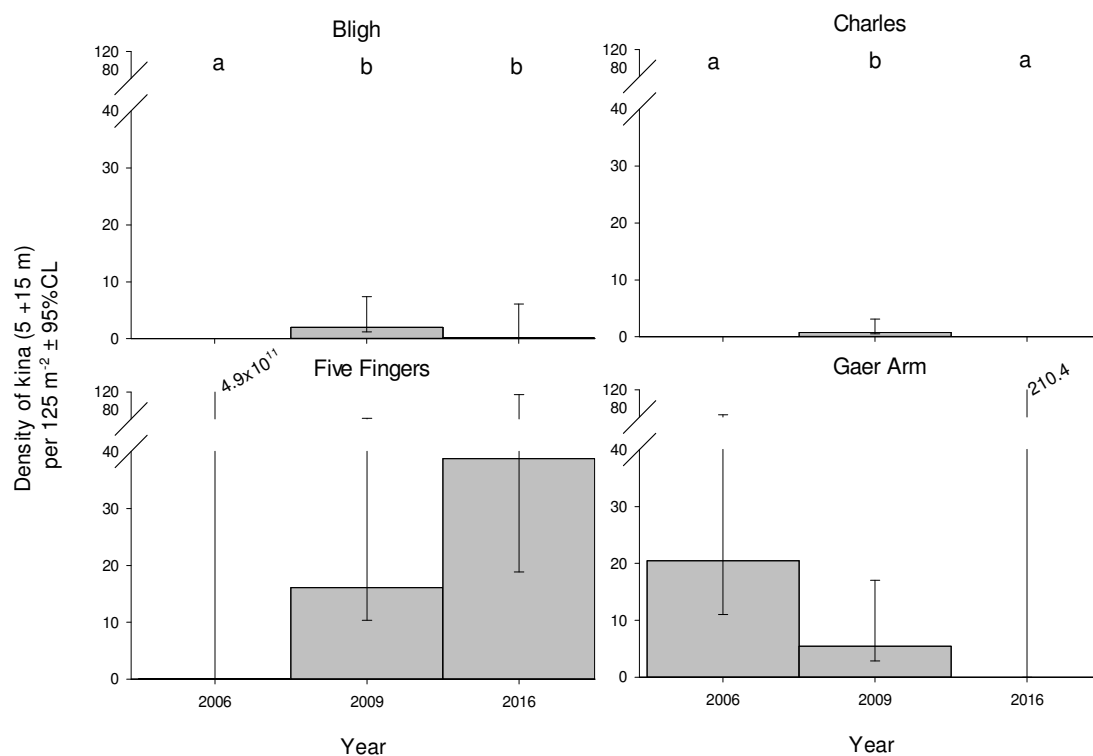 Bligh
Charles
120
80
a
b
b
40
30
20
10
0
120
80
a
b
a
40
30
20
10
0
Density of kina (5 +15 m)
per 125 m⁻² ± 95%CL
Five Fingers
4.9x10¹¹
120
80
40
30
20
10
0
2006
2009
2016
Year
Gaer Arm
210.4
120
80
40
30
20
10
0
2006
2009
2016
Year